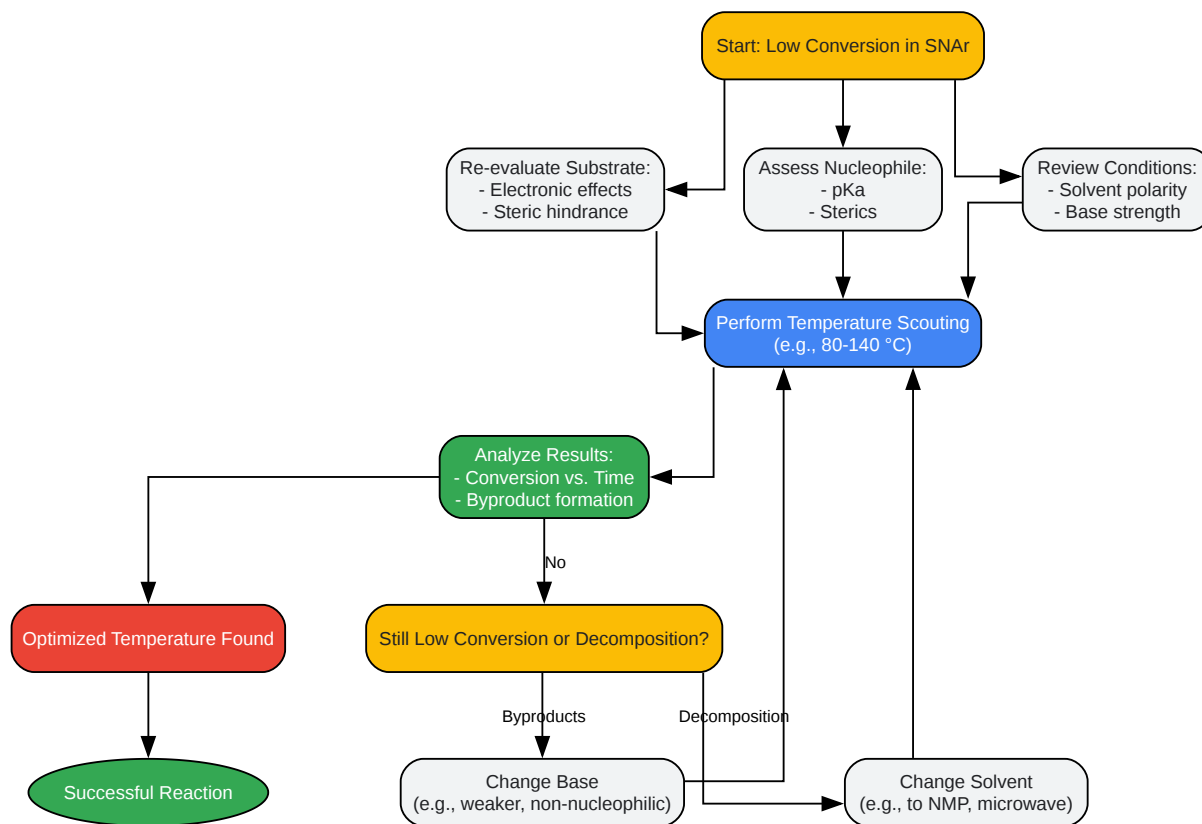 Start: Low Conversion in SNAr
Re-evaluate Substrate:
- Electronic effects
- Steric hindrance
Assess Nucleophile:
- pKa
- Sterics
Review Conditions:
- Solvent polarity
- Base strength
Perform Temperature Scouting
(e.g., 80-140 °C)
Analyze Results:
- Conversion vs. Time
- Byproduct formation
No
Optimized Temperature Found
Still Low Conversion or Decomposition?
Byproducts
Decomposition
Successful Reaction
Change Base
(e.g., weaker, non-nucleophilic)
Change Solvent
(e.g., to NMP, microwave)